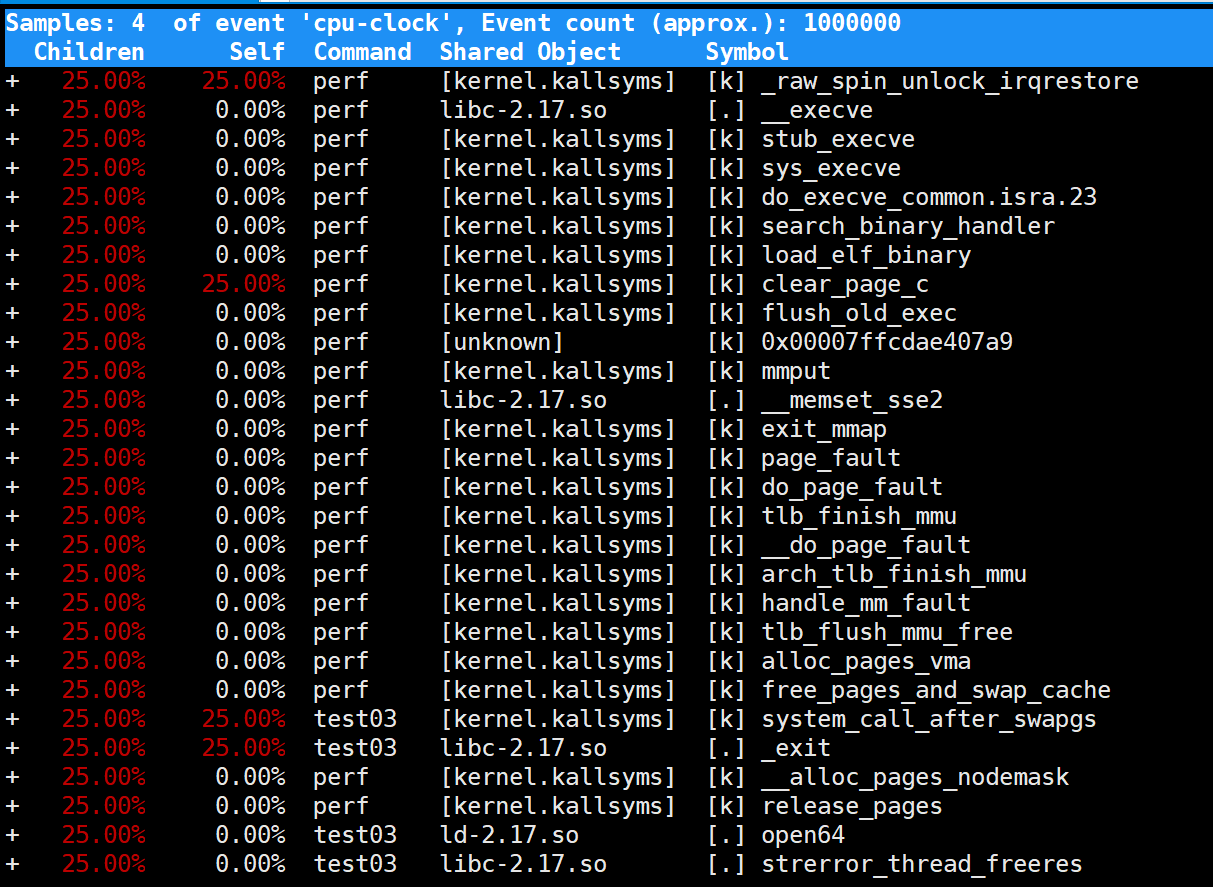 Samples: 4  of event 'cpu-clock', Event count (approx.): 1000000
  Children      Self  Command  Shared Object      Symbol
+   25.00%    25.00%  perf     [kernel.kallsyms]  [k] _raw_spin_unlock_irqrestore
+   25.00%     0.00%  perf     libc-2.17.so       [.] __execve
+   25.00%     0.00%  perf     [kernel.kallsyms]  [k] stub_execve
+   25.00%     0.00%  perf     [kernel.kallsyms]  [k] sys_execve
+   25.00%     0.00%  perf     [kernel.kallsyms]  [k] do_execve_common.isra.23
+   25.00%     0.00%  perf     [kernel.kallsyms]  [k] search_binary_handler
+   25.00%     0.00%  perf     [kernel.kallsyms]  [k] load_elf_binary
+   25.00%    25.00%  perf     [kernel.kallsyms]  [k] clear_page_c
+   25.00%     0.00%  perf     [kernel.kallsyms]  [k] flush_old_exec
+   25.00%     0.00%  perf     [unknown]          [k] 0x00007ffcdae407a9
+   25.00%     0.00%  perf     [kernel.kallsyms]  [k] mmput
+   25.00%     0.00%  perf     libc-2.17.so       [.] __memset_sse2
+   25.00%     0.00%  perf     [kernel.kallsyms]  [k] exit_mmap
+   25.00%     0.00%  perf     [kernel.kallsyms]  [k] page_fault
+   25.00%     0.00%  perf     [kernel.kallsyms]  [k] do_page_fault
+   25.00%     0.00%  perf     [kernel.kallsyms]  [k] tlb_finish_mmu
+   25.00%     0.00%  perf     [kernel.kallsyms]  [k] __do_page_fault
+   25.00%     0.00%  perf     [kernel.kallsyms]  [k] arch_tlb_finish_mmu
+   25.00%     0.00%  perf     [kernel.kallsyms]  [k] handle_mm_fault
+   25.00%     0.00%  perf     [kernel.kallsyms]  [k] tlb_flush_mmu_free
+   25.00%     0.00%  perf     [kernel.kallsyms]  [k] alloc_pages_vma
+   25.00%     0.00%  perf     [kernel.kallsyms]  [k] free_pages_and_swap_cache
+   25.00%    25.00%  test03   [kernel.kallsyms]  [k] system_call_after_swapgs
+   25.00%    25.00%  test03   libc-2.17.so       [.] _exit
+   25.00%     0.00%  perf     [kernel.kallsyms]  [k] __alloc_pages_nodemask
+   25.00%     0.00%  perf     [kernel.kallsyms]  [k] release_pages
+   25.00%     0.00%  test03   ld-2.17.so         [.] open64
+   25.00%     0.00%  test03   libc-2.17.so       [.] strerror_thread_freeres